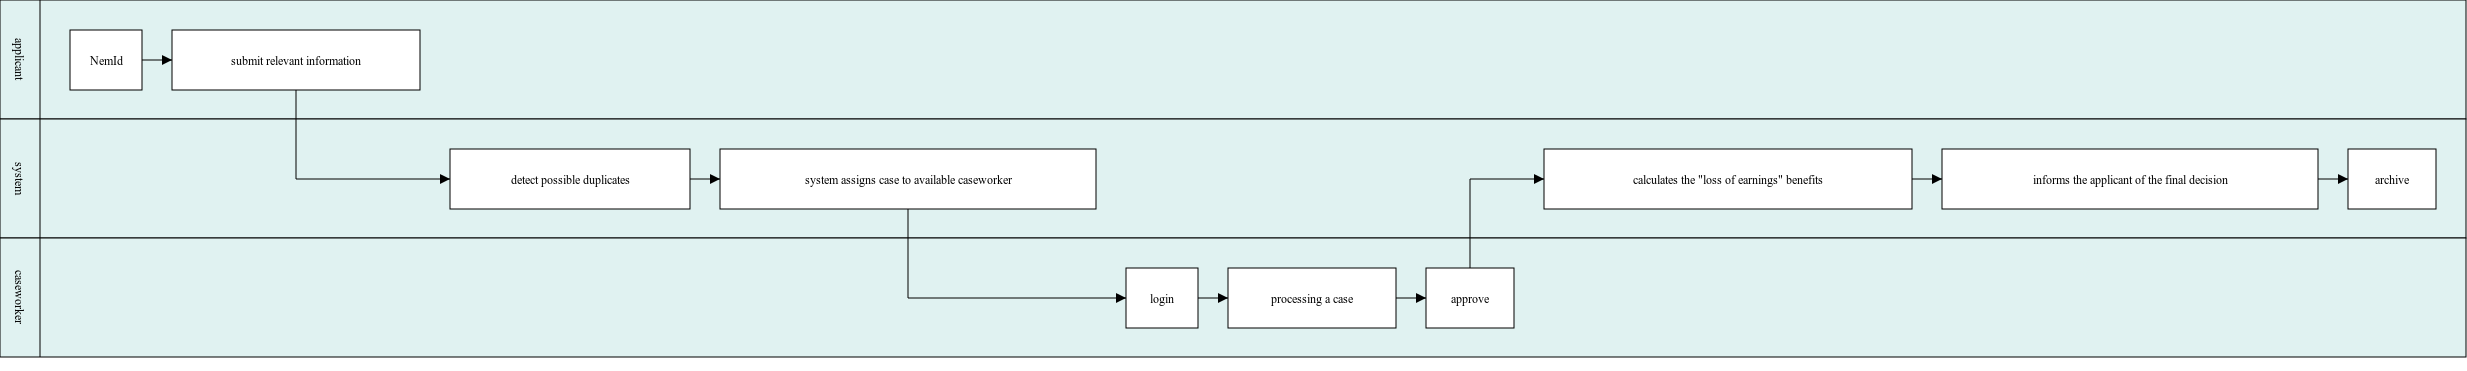 applicant
NemId
submit relevant information
system
detect possible duplicates
system assigns case to available caseworker
calculates the "loss of earnings" benefits
informs the applicant of the final decision
archive
caseworker
login
processing a case
approve